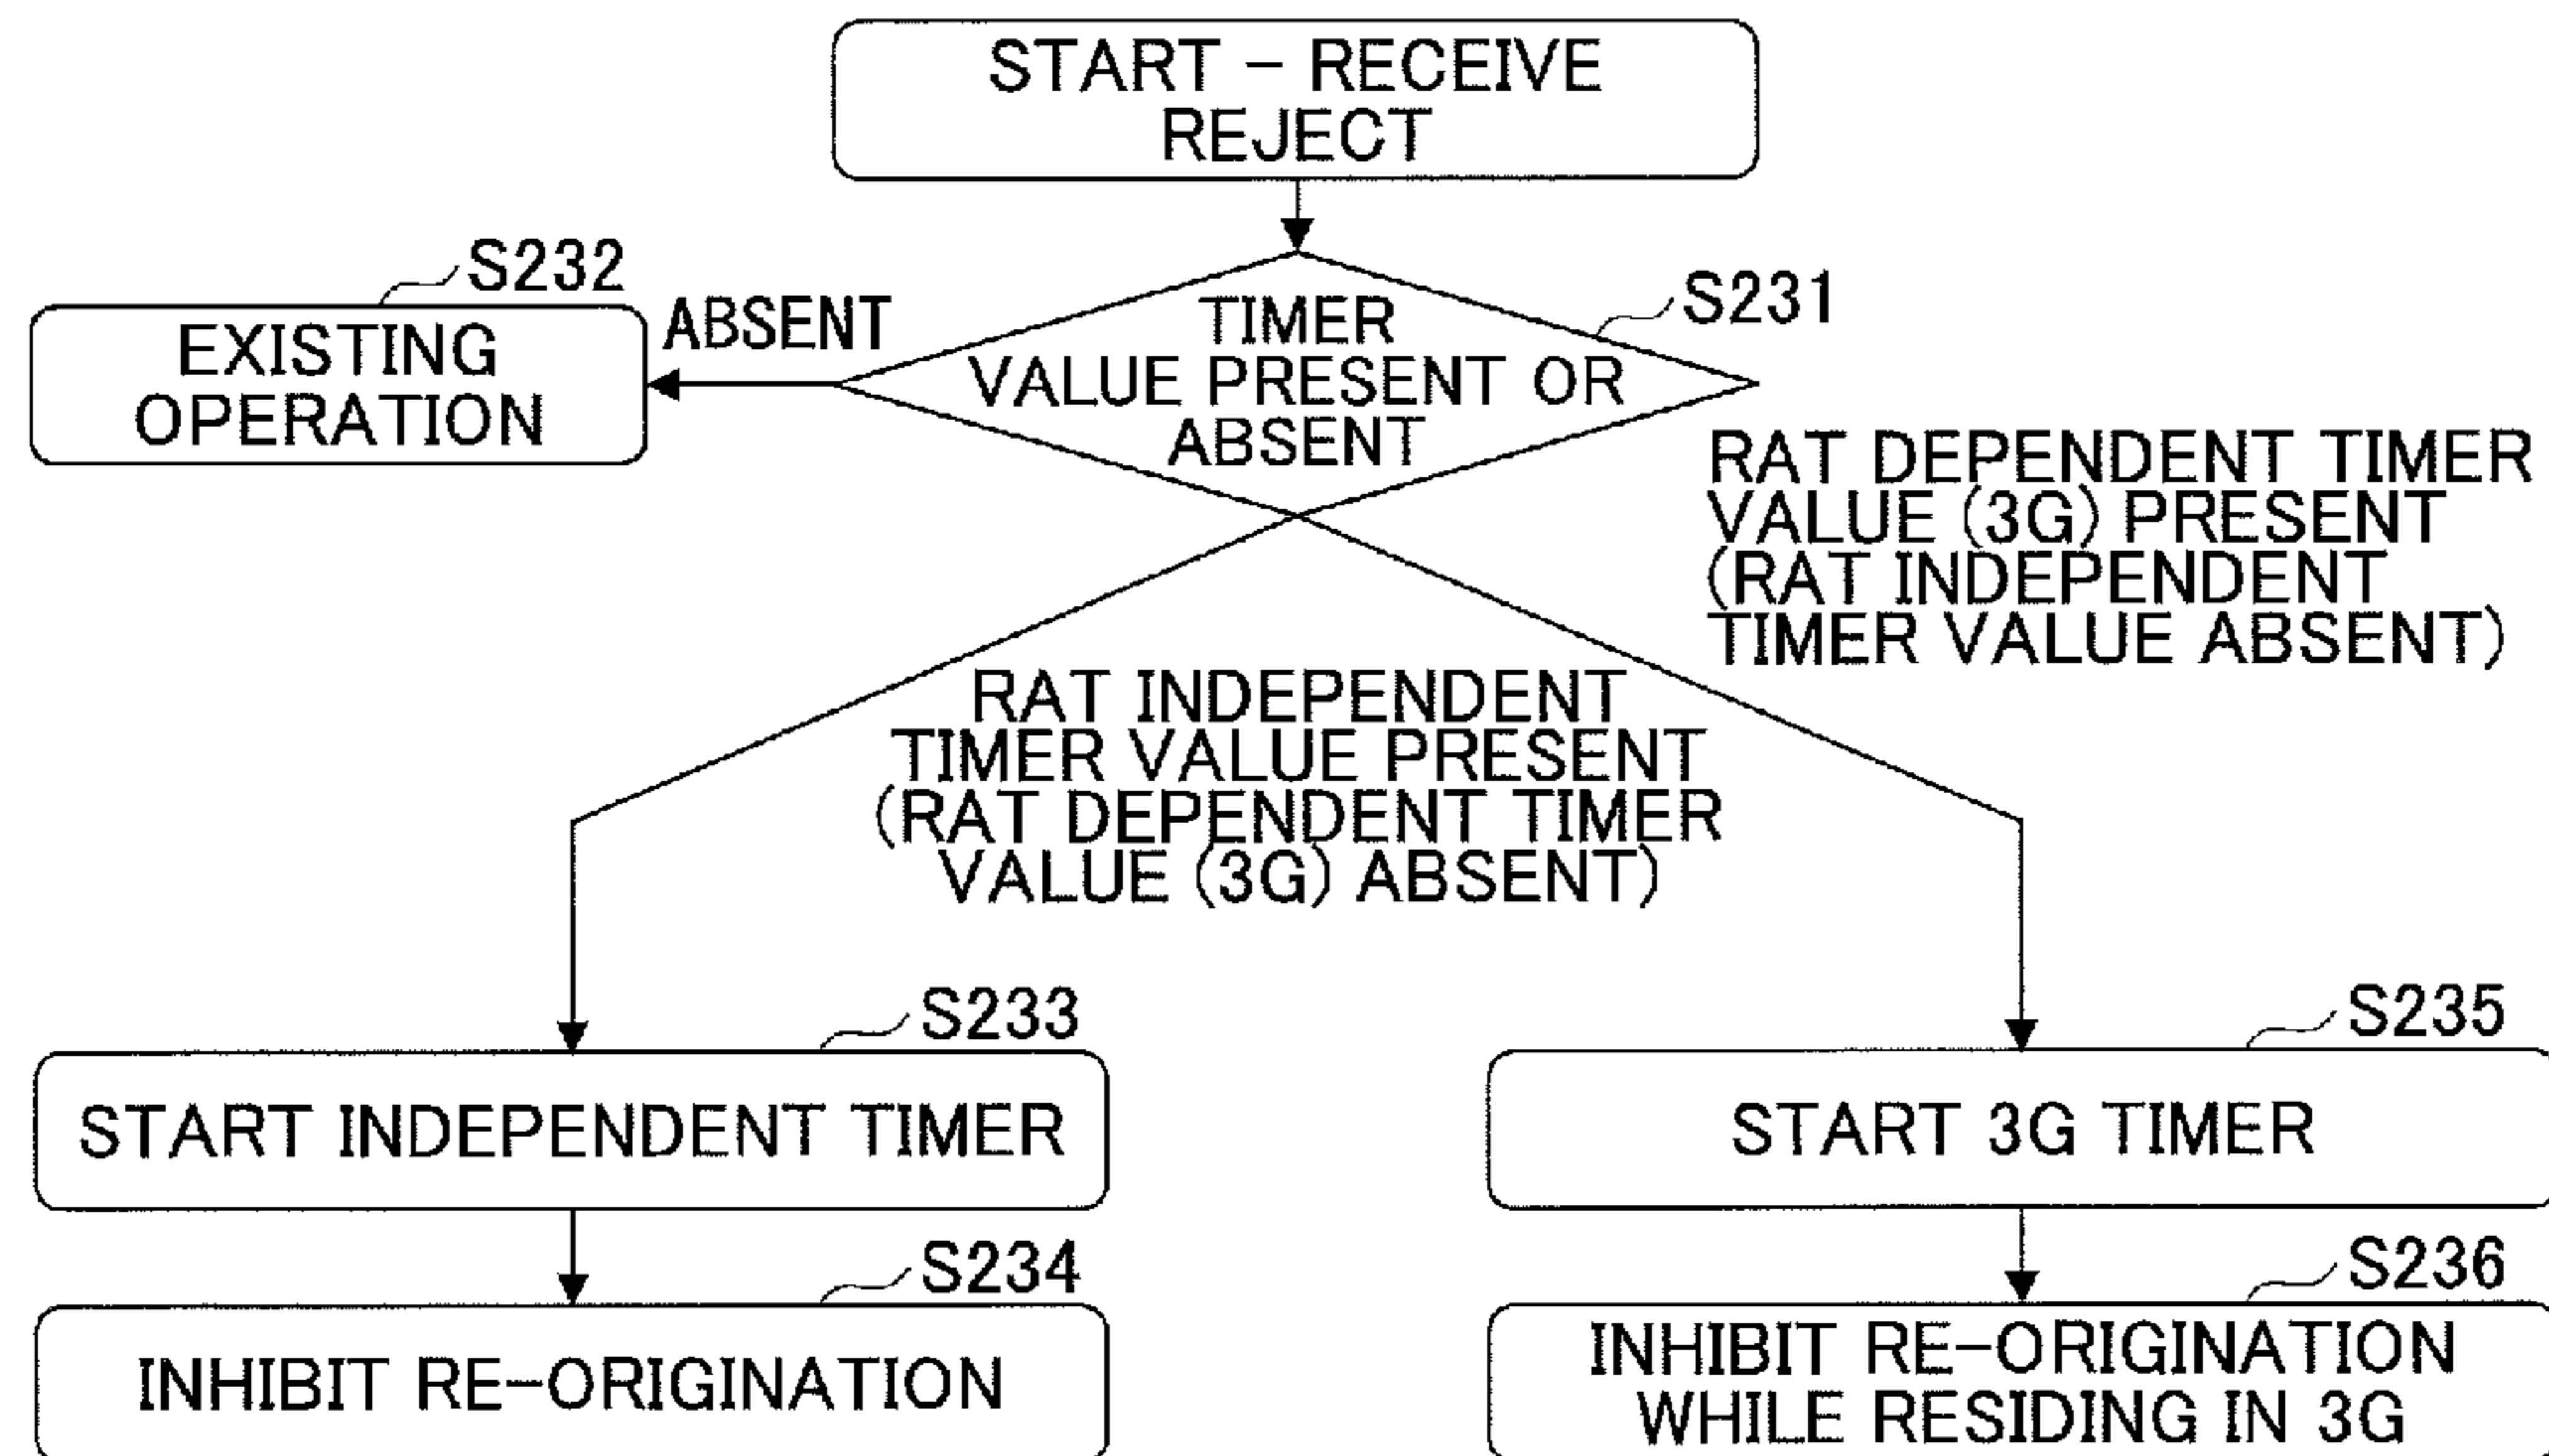 START – RECEIVE
REJECT
S232
S231
ABSENT
EXISTING
OPERATION
TIMER
VALUE PRESENT OR
ABSENT
RAT DEPENDENT TIMER
VALUE (3G) PRESENT
(RAT INDEPENDENT
TIMER VALUE ABSENT)
RAT INDEPENDENT
TIMER VALUE PRESENT
(RAT DEPENDENT TIMER
VALUE (3G) ABSENT)
S233
START INDEPENDENT TIMER
S234
INHIBIT RE-ORIGINATION
S235
START 3G TIMER
S236
INHIBIT RE-ORIGINATION
WHILE RESIDING IN 3G